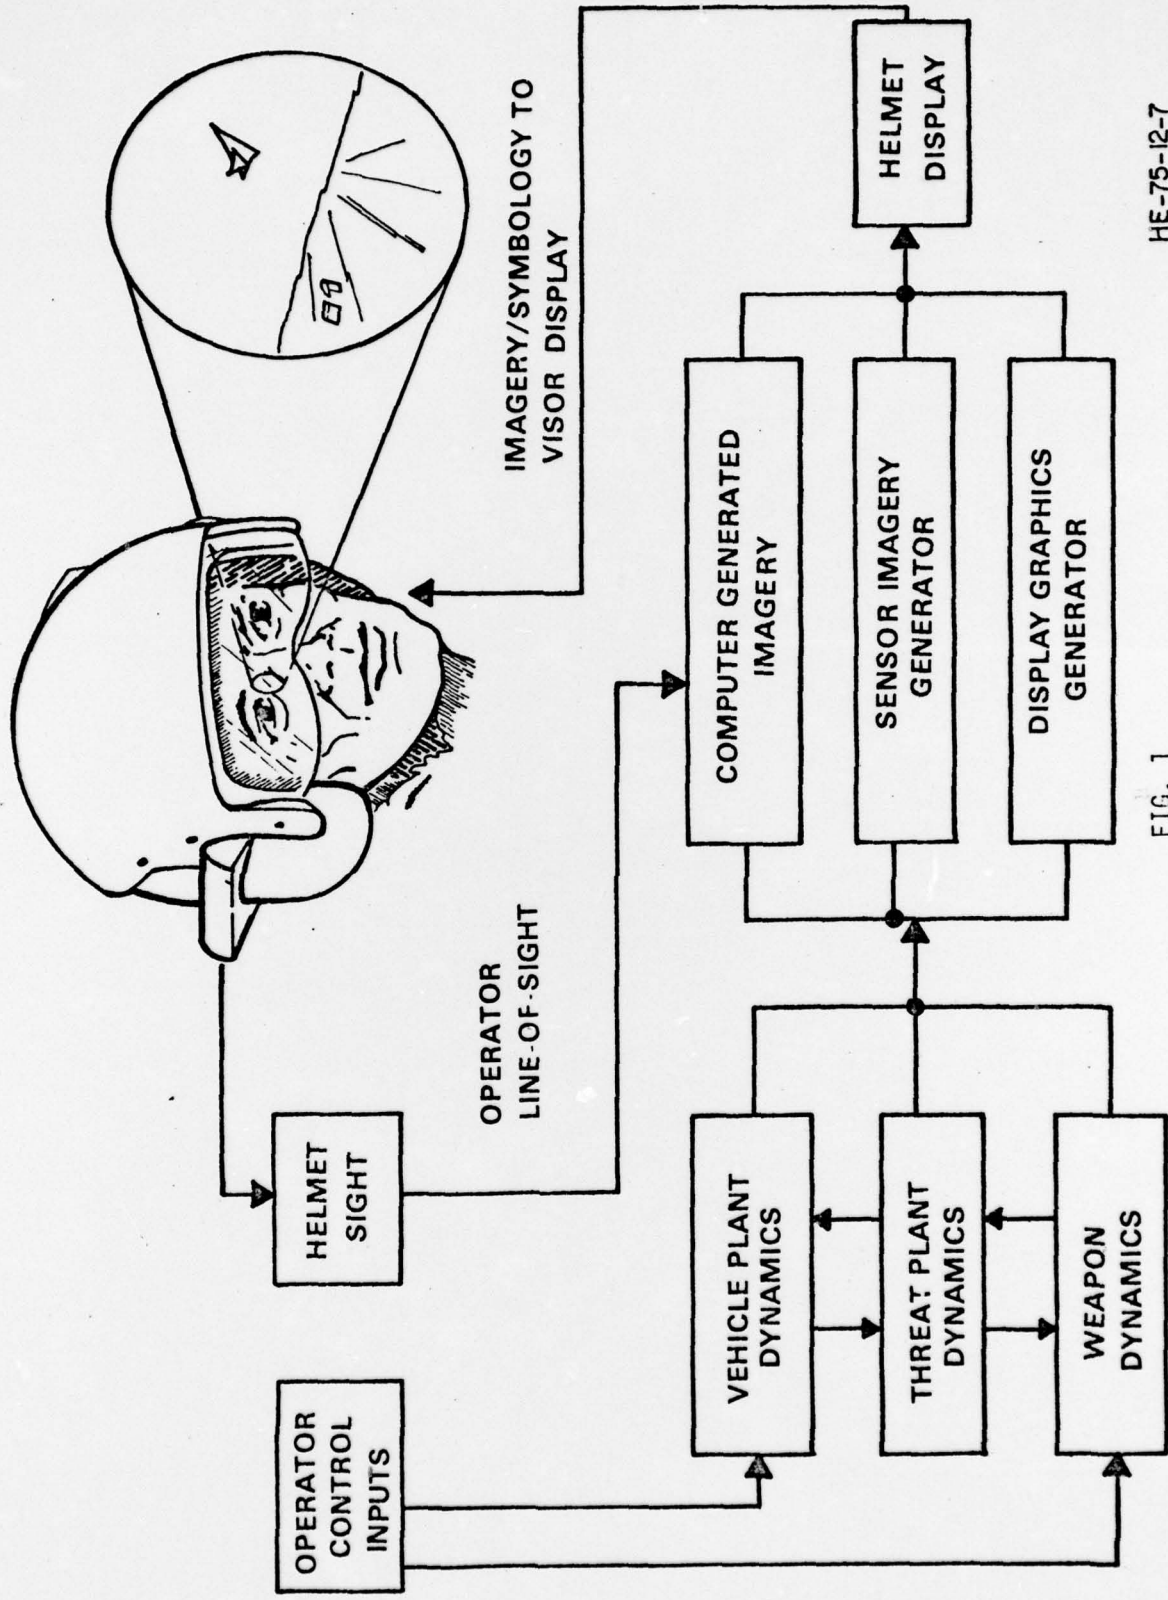 IMAGERY/SYMBOLOGY TO
VISOR DISPLAY
OPERATOR
LINE-OF-SIGHT
HELMET
SIGHT
OPERATOR
CONTROL
INPUTS
VEHICLE PLANT
DYNAMICS
THREAT PLANT
DYNAMICS
WEAPON
DYNAMICS
COMPUTER GENERATED
IMAGERY
SENSOR IMAGERY
GENERATOR
DISPLAY GRAPHICS
GENERATOR
HELMET
DISPLAY
FIG. 1
HE-75-12-7